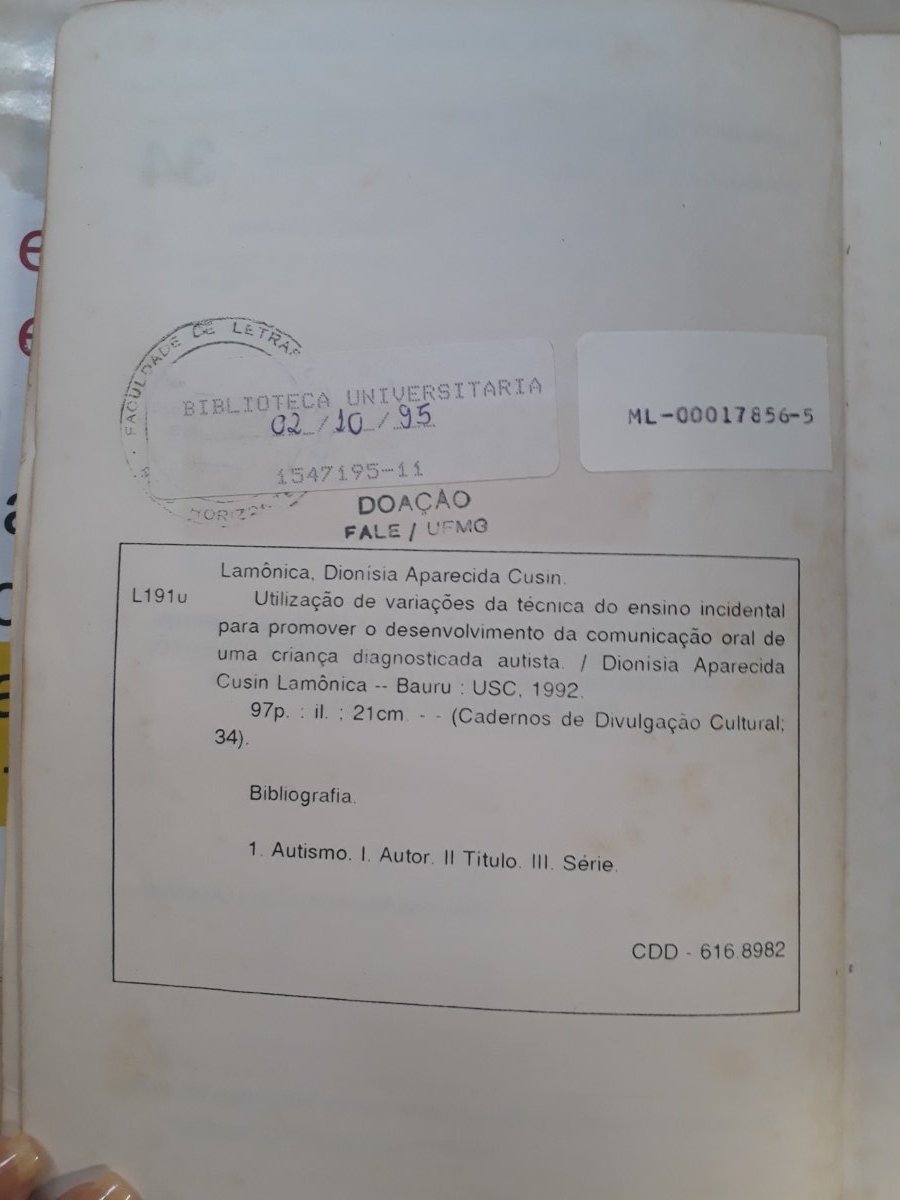 FACULDADE DE LETRAS
BIBLIOTECA UNIVERSITARIA
02/10/95
1547195-11
ML-00017856-5
DOAÇÃO
FALE / UFMG
Lamônica, Dionísia Aparecida Cusin.
L191u
Utilização de variações da técnica do ensino incidental
para promover o desenvolvimento da comunicação oral de
uma criança diagnosticada autista. / Dionísia Aparecida
Cusin Lamônica -- Bauru : USC, 1992.
97p. : il. ; 21cm. - - (Cadernos de Divulgação Cultural;
34).
Bibliografia.
1. Autismo. I. Autor. II Título. III. Série.
CDD - 616.8982